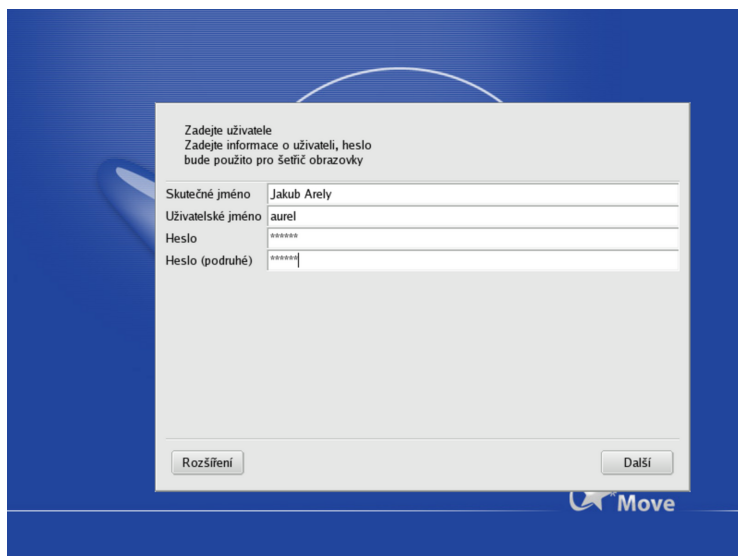 Zadejte uživatele
Zadejte informace o uživateli, heslo
bude použito pro šetřič obrazovky
Skutečné jméno Jakub Arely
Uživatelské jméno aurel
Heslo ******
Heslo (podruhé) ******
Rozšíření Další
Move